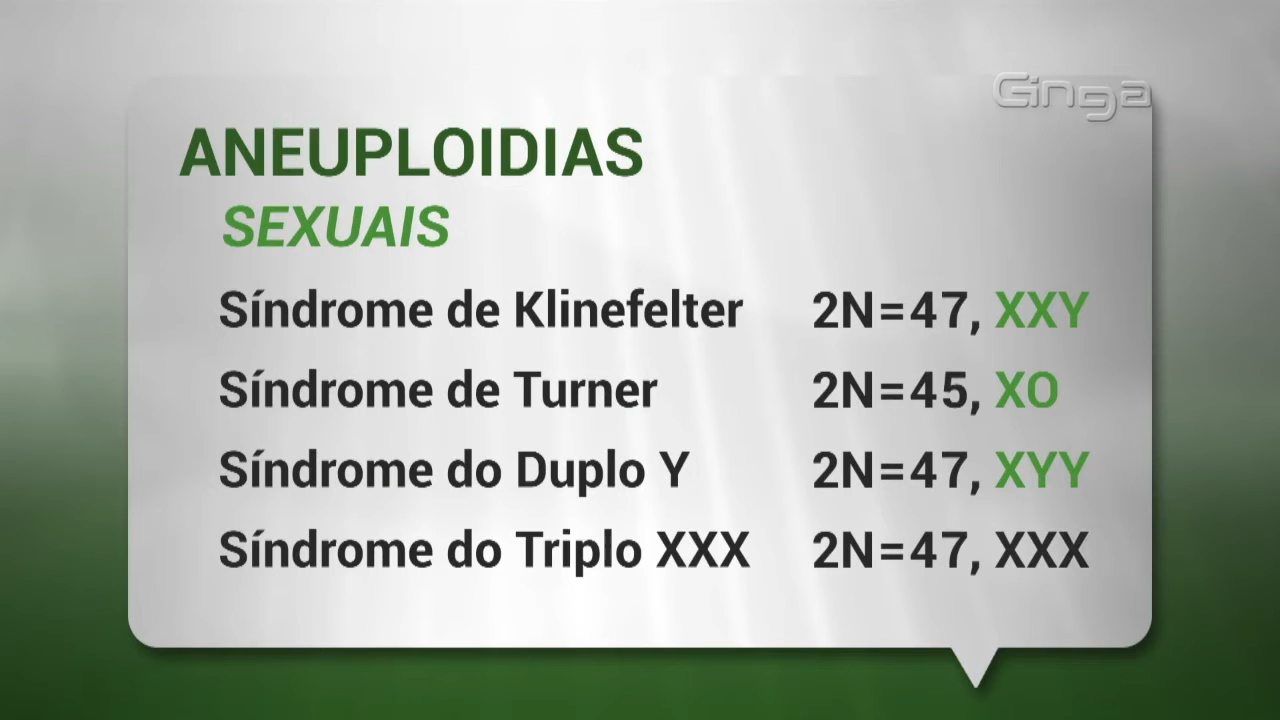 Ginga
ANEUPLOIDIAS
SEXUAIS
Síndrome de Klinefelter 2N=47, XXY
Síndrome de Turner 2N=45, XO
Síndrome do Duplo Y 2N=47, XYY
Síndrome do Triplo XXX 2N=47, XXX